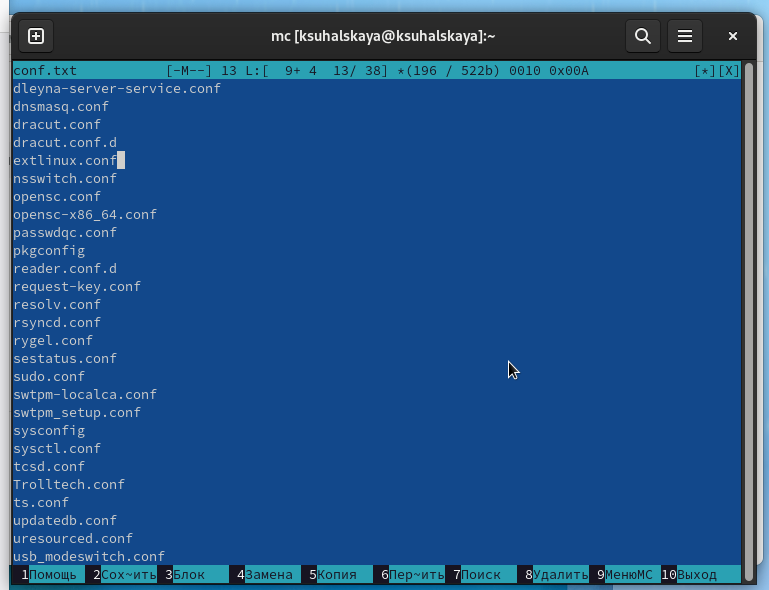 mc [ksuhalskaya@ksuhalskaya]:~
conf.txt [-M--] 13 L:[ 9+ 4 13/ 38] *(196 / 522b) 0010 0x00A [*][X]
dleyna-server-service.conf
dnsmasq.conf
dracut.conf
dracut.conf.d
extlinux.conf
nsswitch.conf
opensc.conf
opensc-x86_64.conf
passwdqc.conf
pkgconfig
reader.conf.d
request-key.conf
resolv.conf
rsyncd.conf
rygel.conf
sestatus.conf
sudo.conf
swtpm-localca.conf
swtpm_setup.conf
sysconfig
sysctl.conf
tcsd.conf
Trolltech.conf
ts.conf
updatedb.conf
uresourced.conf
usb_modeswitch.conf
1Помощь 2Сох~ить 3Блок 4Замена 5Копия 6Пер~ить 7Поиск 8Удалить 9МенюMC 10Выход